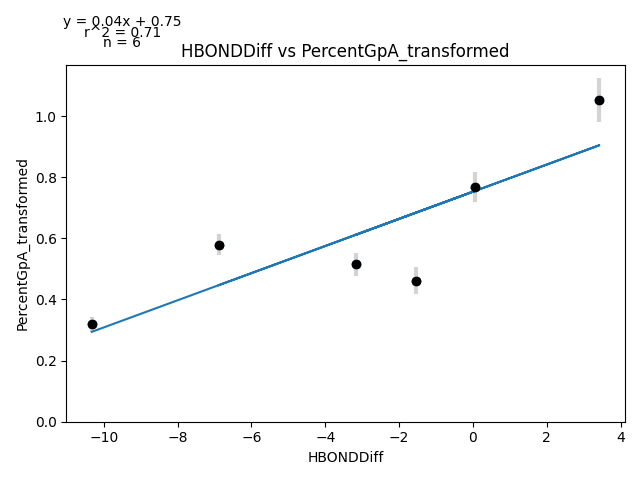 y = 0.04x + 0.75
r^2 = 0.71
n = 6
HBONDDiff vs PercentGpA_transformed
PercentGpA_transformed
1.0
0.8
0.6
0.4
0.2
0.0
−10 −8 −6 −4 −2 0 2 4
HBONDDiff